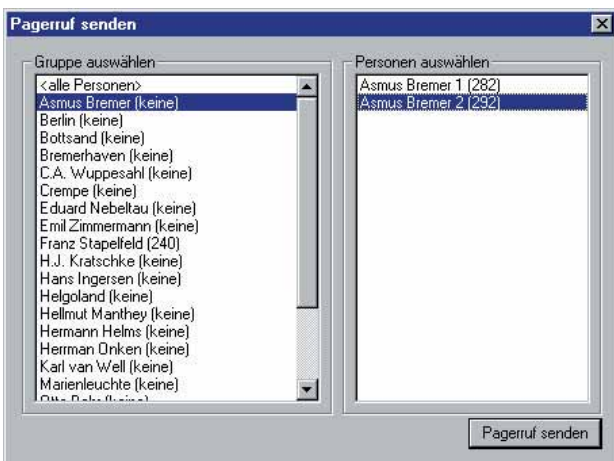 Pagerruf senden
Gruppe auswählen
<alle Personen>
Asmus Bremer (keine)
Berlin (keine)
Bottsand (keine)
Bremerhaven (keine)
C.A. Wuppesahl (keine)
Crempe (keine)
Eduard Nebeltau (keine)
Emil Zimmermann (keine)
Franz Stapelfeld (240)
H.J. Kratschke (keine)
Hans Ingersen (keine)
Helgoland (keine)
Hellmut Manthey (keine)
Hermann Helms (keine)
Herrman Onken (keine)
Karl van Well (keine)
Marienleuchte (keine)
Personen auswählen
Asmus Bremer 1 (282)
Asmus Bremer 2 (292)
Pagerruf senden